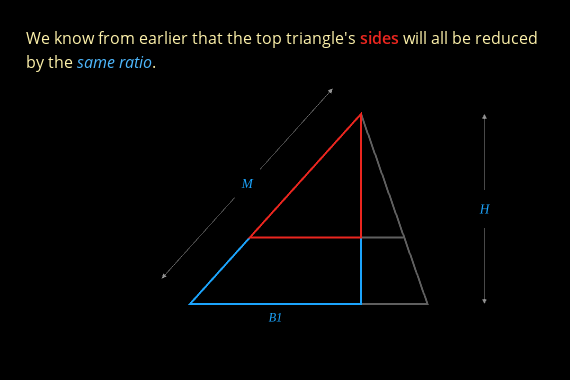 We know from earlier that the top triangle's sides will all be reduced
by the same ratio.
M
H
B1